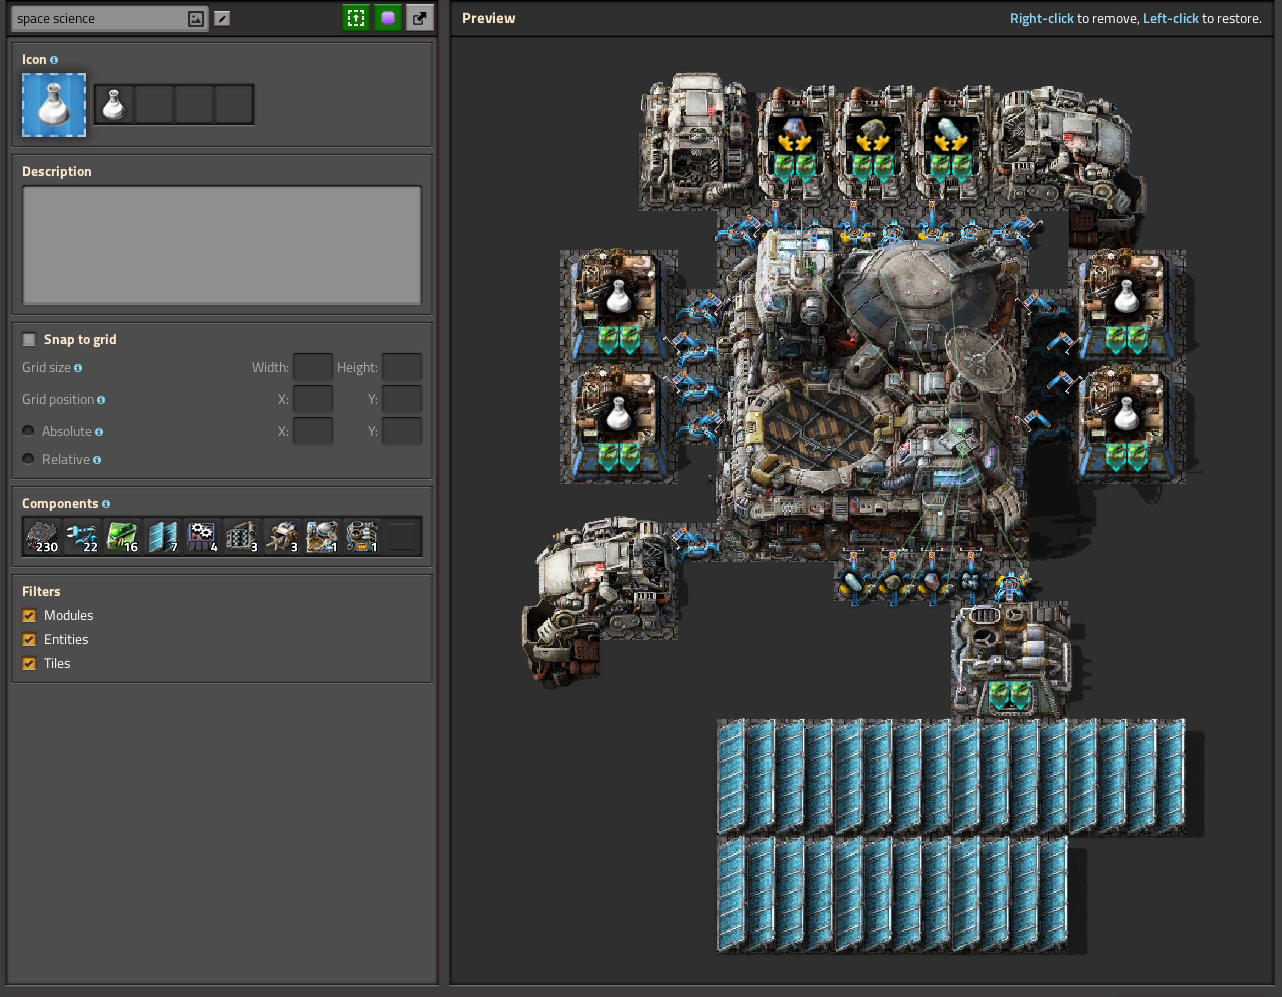 space science
Preview
Right-click to remove, Left-click to restore.
Icon
Description
Snap to grid
Grid size Width: Height:
Grid position X: Y:
Absolute X: Y:
Relative
Components
230 22 16 7 4 3 3 1 1
Filters
Modules
Entities
Tiles